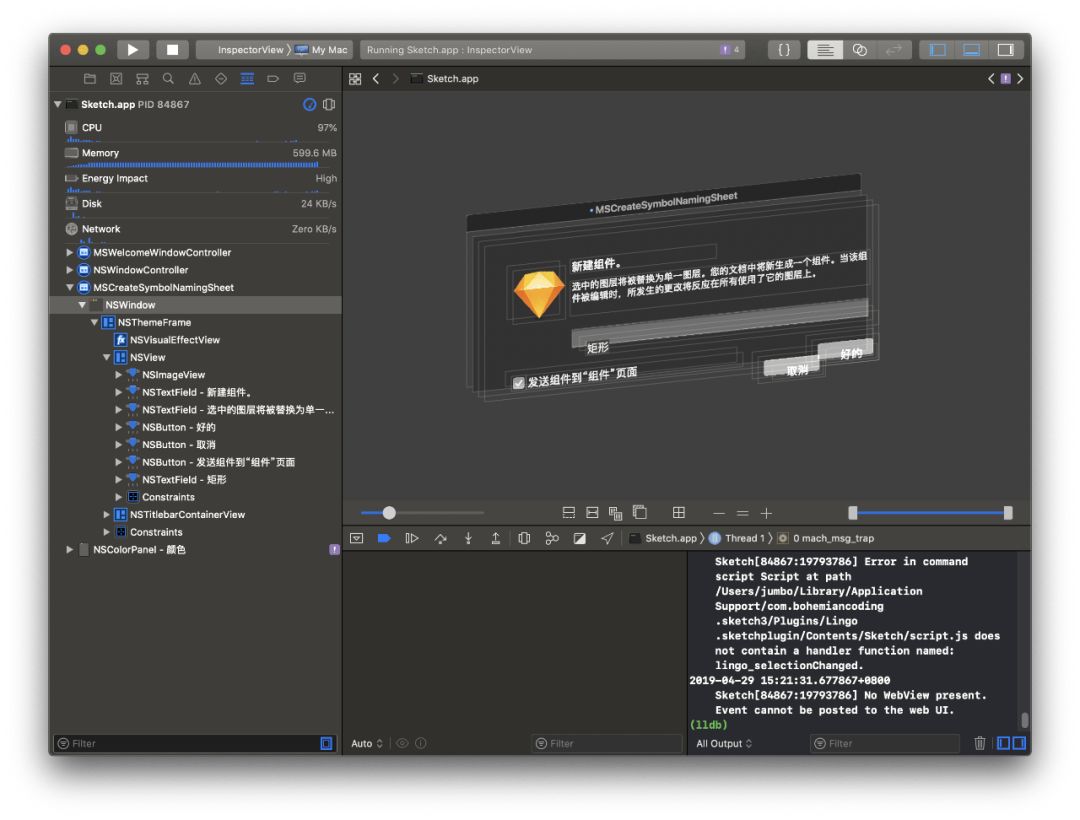 InspectorView 〉 My Mac
Running Sketch.app : InspectorView
4
{}
Sketch.app PID 84867
CPU 97%
Memory 599.6 MB
Energy Impact High
Disk 24 KB/s
Network Zero KB/s
MSWelcomeWindowController
NSWindowController
MSCreateSymbolNamingSheet
NSWindow
NSThemeFrame
NSVisualEffectView
NSView
NSImageView
NSTextField - 新建组件。
NSTextField - 选中的图层将被替换为单一...
NSButton - 好的
NSButton - 取消
NSButton - 发送组件到“组件”页面
NSTextField - 矩形
Constraints
NSTitlebarContainerView
Constraints
NSColorPanel - 颜色
Filter
Sketch.app
MSCreateSymbolNamingSheet
新建组件。
选中的图层将被替换为单一图层。您的文档中将新生成一个组件。当该组
件被编辑时，所发生的更改将反应在所有使用了它的图层上。
矩形
发送组件到“组件”页面
取消
好的
Sketch.app 〉 Thread 1 〉 0 mach_msg_trap
Auto
Filter
Sketch[84867:19793786] Error in command
script Script at path
/Users/jumbo/Library/Application
Support/com.bohemiancoding
.sketch3/Plugins/Lingo
.sketchplugin/Contents/Sketch/script.js does
not contain a handler function named:
lingo_selectionChanged.
2019-04-29 15:21:31.677867+0800
Sketch[84867:19793786] No WebView present.
Event cannot be posted to the web UI.
(lldb)
All Output
Filter